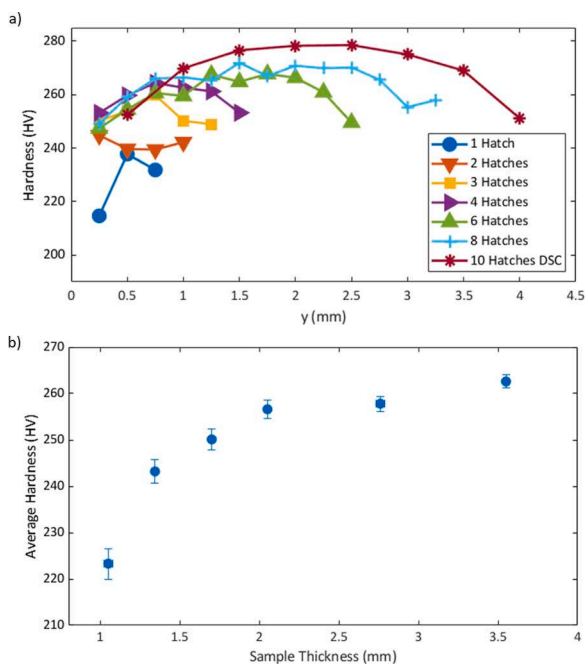 a)
280
260
240
220
200
Hardness (HV)
1 Hatch
2 Hatches
3 Hatches
4 Hatches
6 Hatches
8 Hatches
10 Hatches DSC
0 0.5 1 1.5 2 2.5 3 3.5 4 4.5
y (mm)
b)
270
260
250
240
230
220
210
Average Hardness (HV)
1 1.5 2 2.5 3 3.5 4
Sample Thickness (mm)